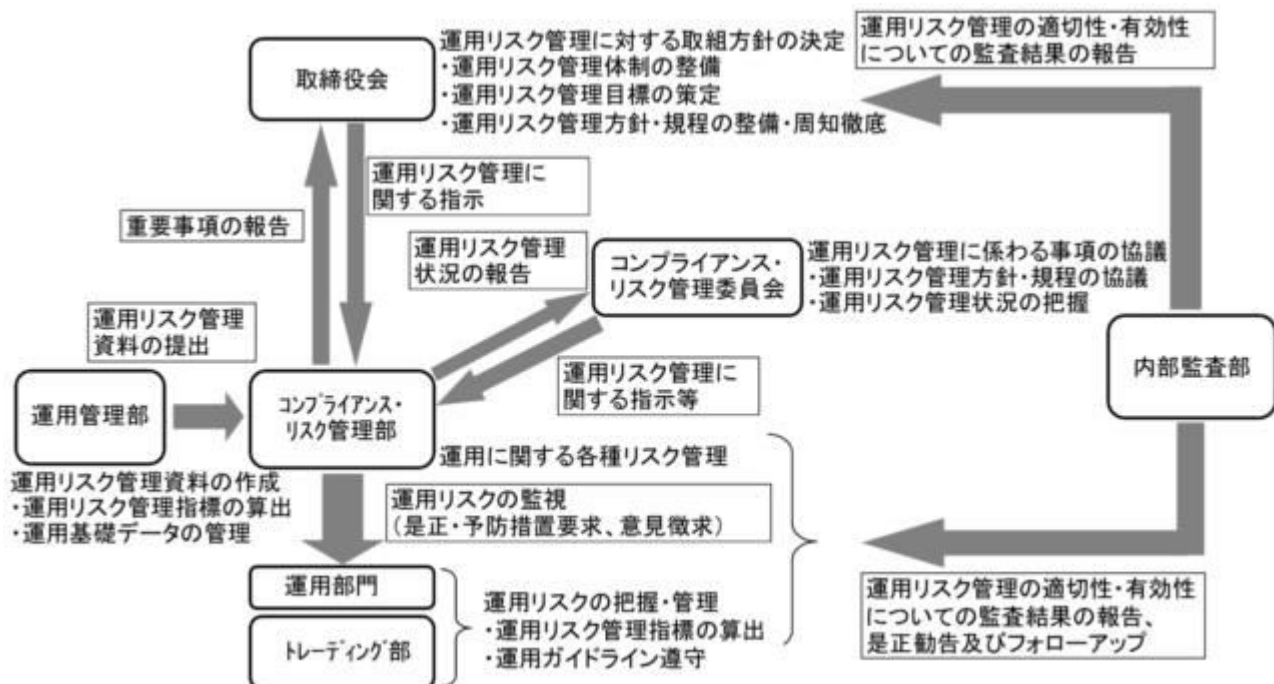 取締役会
運用リスク管理に対する取組方針の決定
・運用リスク管理体制の整備
・運用リスク管理目標の策定
・運用リスク管理方針・規程の整備・周知徹底
運用リスク管理の適切性・有効性
についての監査結果の報告
運用リスク管理に
関する指示
重要事項の報告
運用リスク管理
状況の報告
コンプライアンス・
リスク管理委員会
運用リスク管理に係わる事項の協議
・運用リスク管理方針・規程の協議
・運用リスク管理状況の把握
運用リスク管理
資料の提出
運用リスク管理に
関する指示等
内部監査部
運用管理部
コンプライアンス・
リスク管理部
運用に関する各種リスク管理
運用リスク管理資料の作成
・運用リスク管理指標の算出
・運用基礎データの管理
運用リスクの監視
(是正・予防措置要求、意見徴求)
運用部門
トレーディング部
運用リスクの把握・管理
・運用リスク管理指標の算出
・運用ガイドライン遵守
運用リスク管理の適切性・有効性
についての監査結果の報告、
是正勧告及びフォローアップ